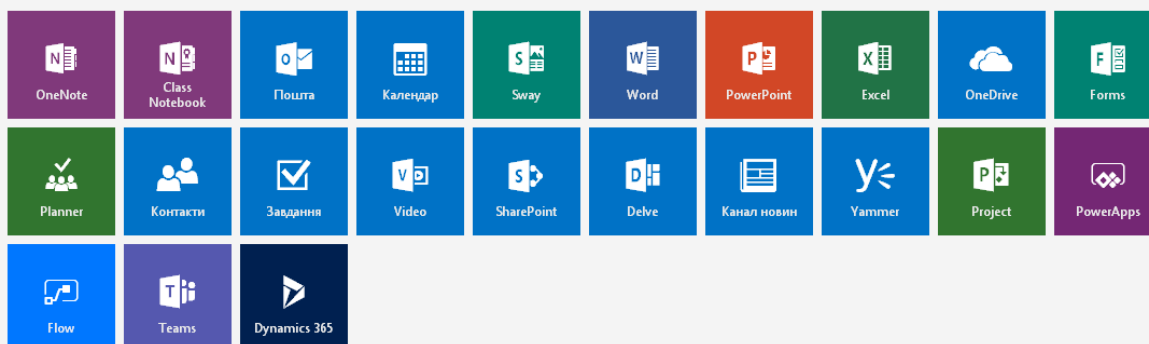 OneNote
Class
Notebook
Пошта
Календар
Sway
Word
PowerPoint
Excel
OneDrive
Forms
Planner
Контакти
Завдання
Video
SharePoint
Delve
Канал новин
Yammer
Project
PowerApps
Flow
Teams
Dynamics 365